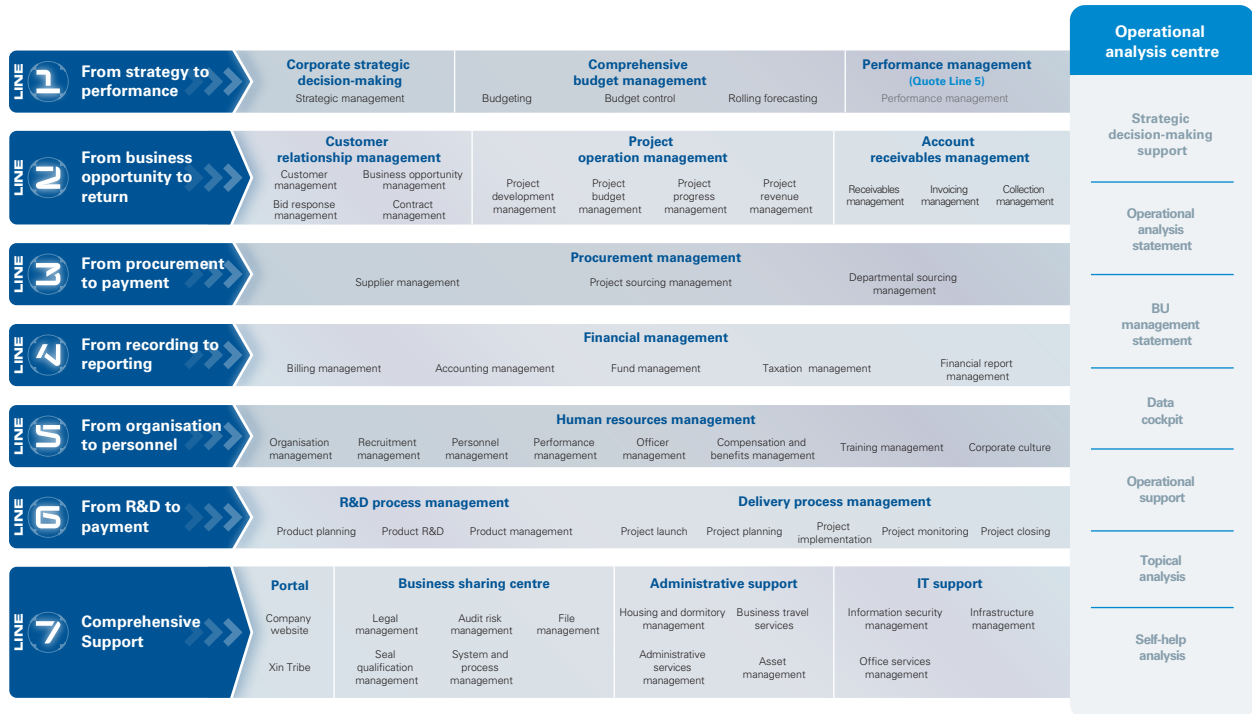 LINE 1
From strategy to
performance
Corporate strategic
decision-making
Strategic management
Comprehensive
budget management
Budgeting
Budget control
Rolling forecasting
Performance management
(Quote Line 5)
Performance management
LINE 2
From business
opportunity to
return
Customer
relationship management
Customer
management
Business opportunity
management
Bid response
management
Contract
management
Project
operation management
Project
development
management
Project
budget
management
Project
progress
management
Project
revenue
management
Account
receivables management
Receivables
management
Invoicing
management
Collection
management
LINE 3
From procurement
to payment
Procurement management
Supplier management
Project sourcing management
Departmental sourcing
management
LINE 4
From recording to
reporting
Financial management
Billing management
Accounting management
Fund management
Taxation management
Financial report
management
LINE 5
From organisation
to personnel
Human resources management
Organisation
management
Recruitment
management
Personnel
management
Performance
management
Officer
management
Compensation and
benefits management
Training management
Corporate culture
LINE 6
From R&D to
payment
R&D process management
Product planning
Product R&D
Product management
Delivery process management
Project launch
Project planning
Project
implementation
Project monitoring
Project closing
LINE 7
Comprehensive
Support
Portal
Company
website
Xin Tribe
Business sharing centre
Legal
management
Audit risk
management
File
management
Seal
qualification
management
System and
process
management
Administrative support
Housing and dormitory
management
Business travel
services
Administrative
services
management
Asset
management
IT support
Information security
management
Infrastructure
management
Office services
management
Operational
analysis centre
Strategic
decision-making
support
Operational
analysis
statement
BU
management
statement
Data
cockpit
Operational
support
Topical
analysis
Self-help
analysis